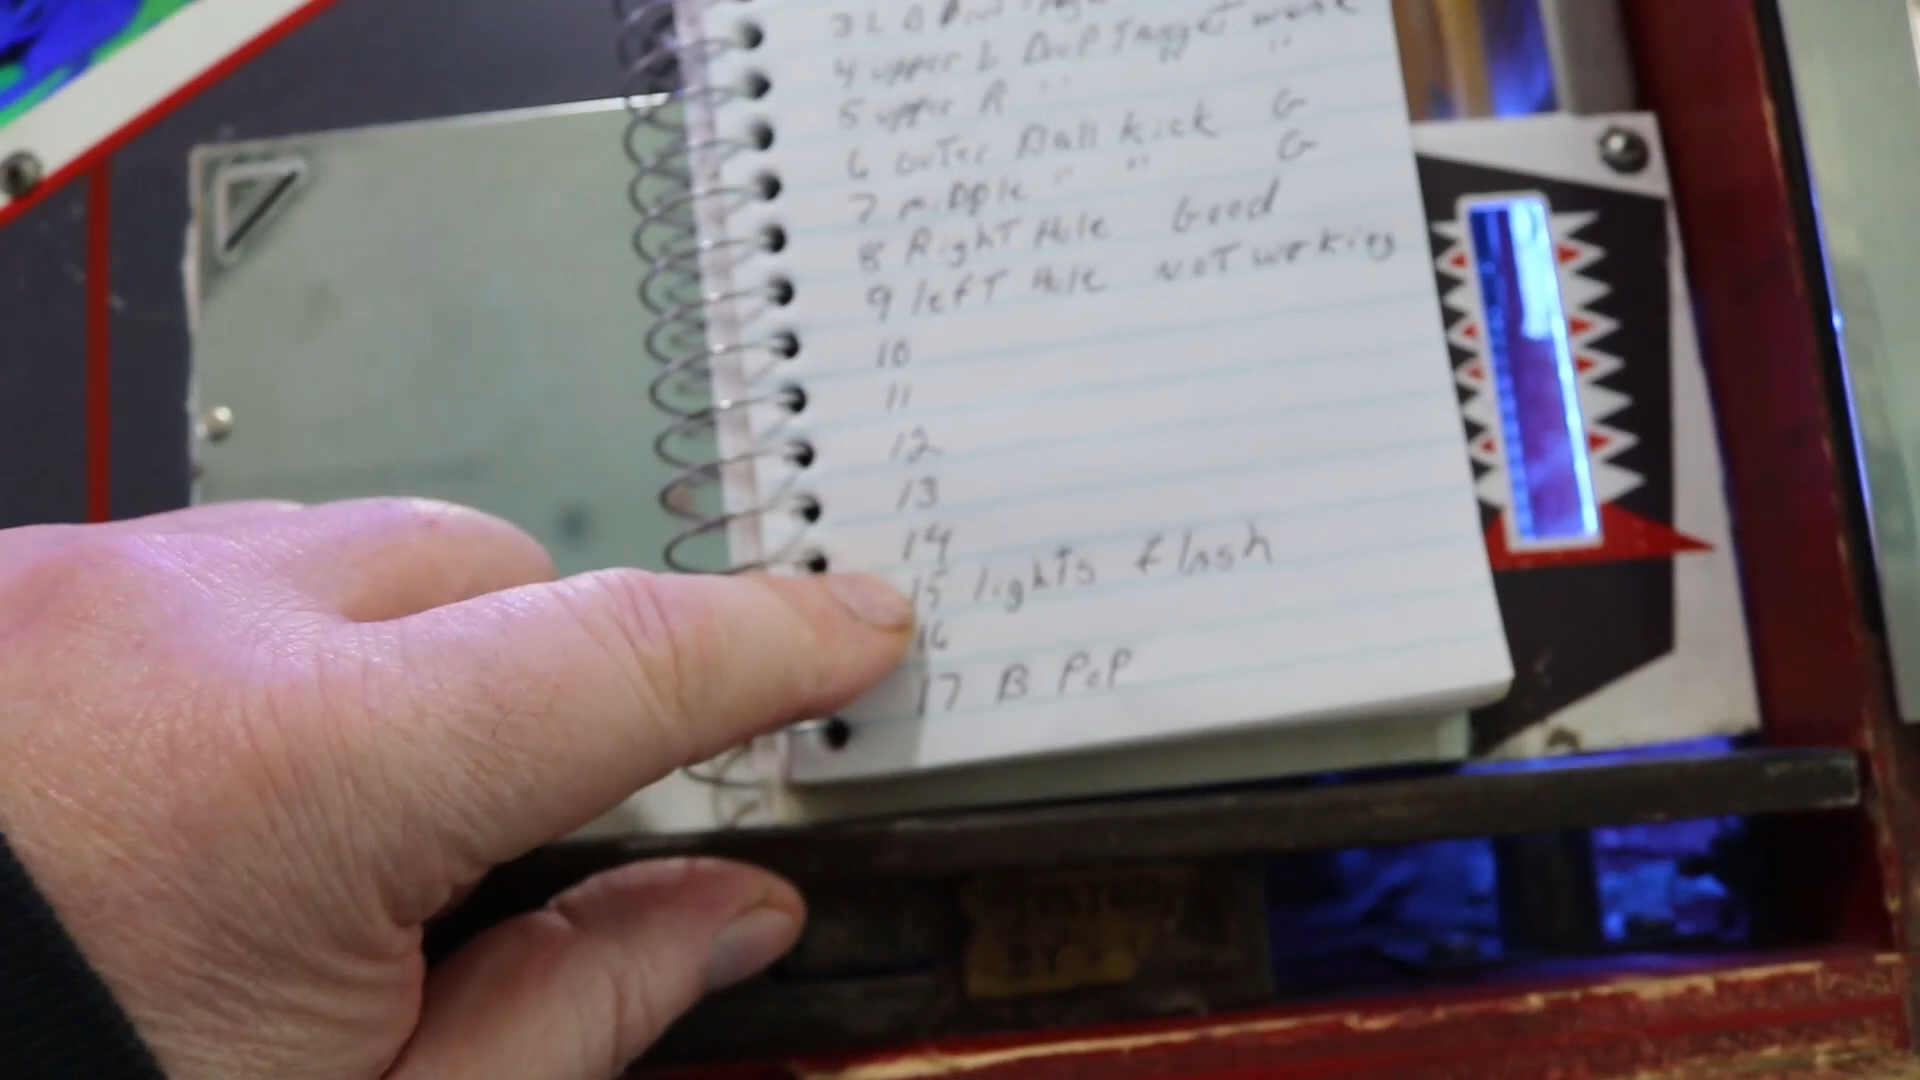 4 upper L Drop Target work
5 upper R " " "
6 outer Ball kick G
7 middle " " G
8 Right Hole Good
9 left Hole NOT working
10
11
12
13
14
15 lights flash
16
17 B PoP